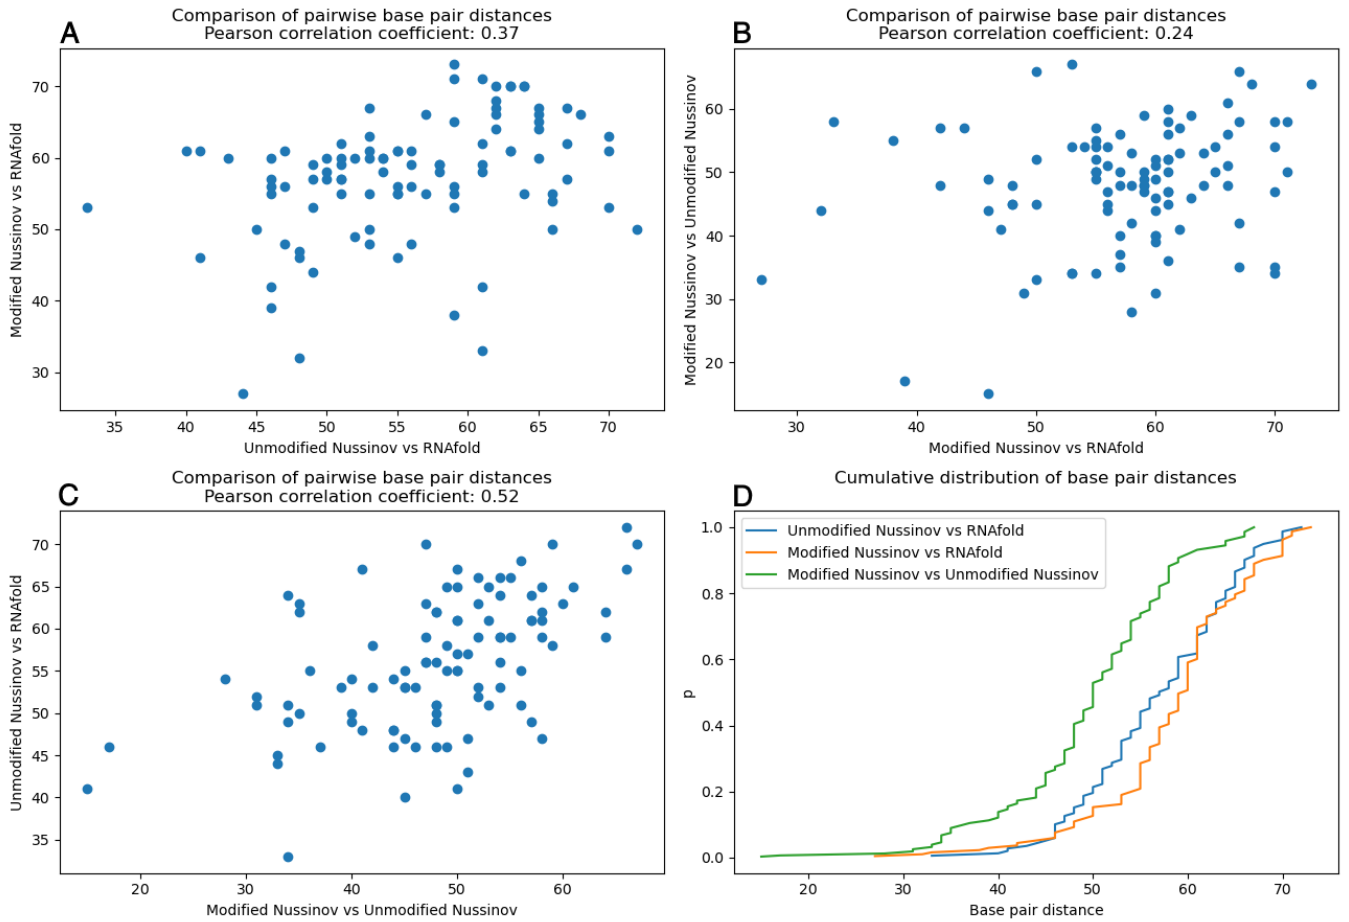 A
Comparison of pairwise base pair distances
Pearson correlation coefficient: 0.37
Modified Nussinov vs RNAfold
70
60
50
40
30
35 40 45 50 55 60 65 70
Unmodified Nussinov vs RNAfold
B
Comparison of pairwise base pair distances
Pearson correlation coefficient: 0.24
Modified Nussinov vs Unmodified Nussinov
60
50
40
30
20
30 40 50 60 70
Modified Nussinov vs RNAfold
C
Comparison of pairwise base pair distances
Pearson correlation coefficient: 0.52
Unmodified Nussinov vs RNAfold
70
65
60
55
50
45
40
35
20 30 40 50 60
Modified Nussinov vs Unmodified Nussinov
D
Cumulative distribution of base pair distances
Unmodified Nussinov vs RNAfold
Modified Nussinov vs RNAfold
Modified Nussinov vs Unmodified Nussinov
p
1.0
0.8
0.6
0.4
0.2
0.0
20 30 40 50 60 70
Base pair distance